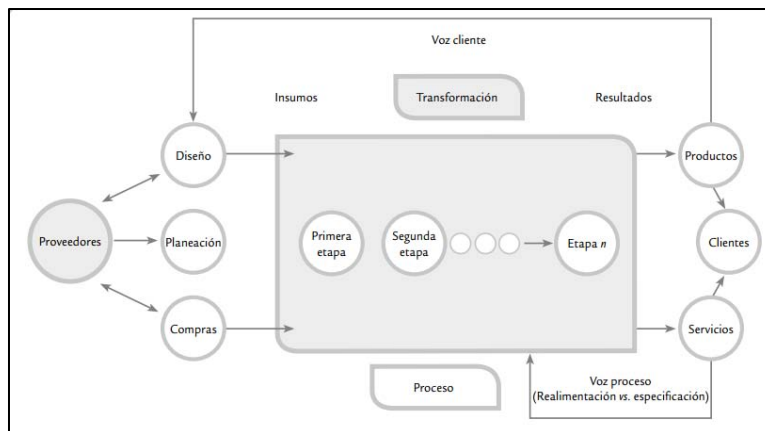 Voz cliente
Insumos
Transformación
Resultados
Diseño
Productos
Proveedores
Planeación
Primera
etapa
Segunda
etapa
Etapa n
Clientes
Compras
Servicios
Proceso
Voz proceso
(Realimentación vs. especificación)